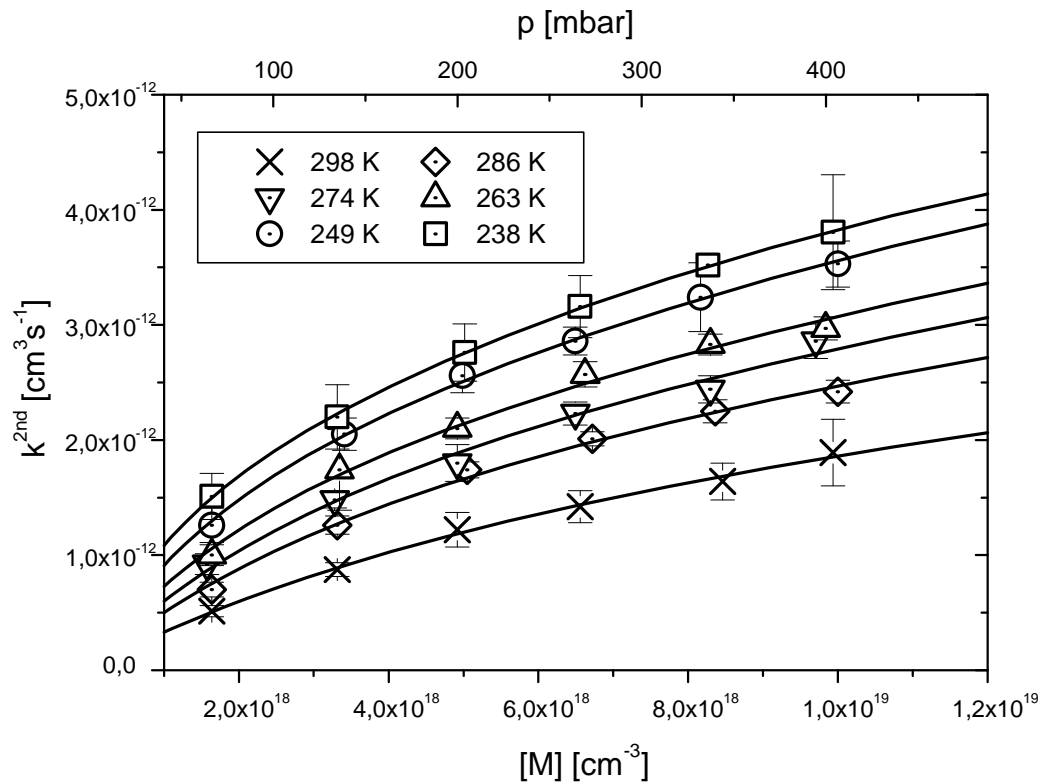 p [mbar]
100 200 300 400
5,0x10⁻¹²
4,0x10⁻¹²
3,0x10⁻¹²
2,0x10⁻¹²
1,0x10⁻¹²
0,0
k²ⁿᵈ [cm³s⁻¹]
298 K 286 K
274 K 263 K
249 K 238 K
2,0x10¹⁸ 4,0x10¹⁸ 6,0x10¹⁸ 8,0x10¹⁸ 1,0x10¹⁹ 1,2x10¹⁹
[M] [cm⁻³]